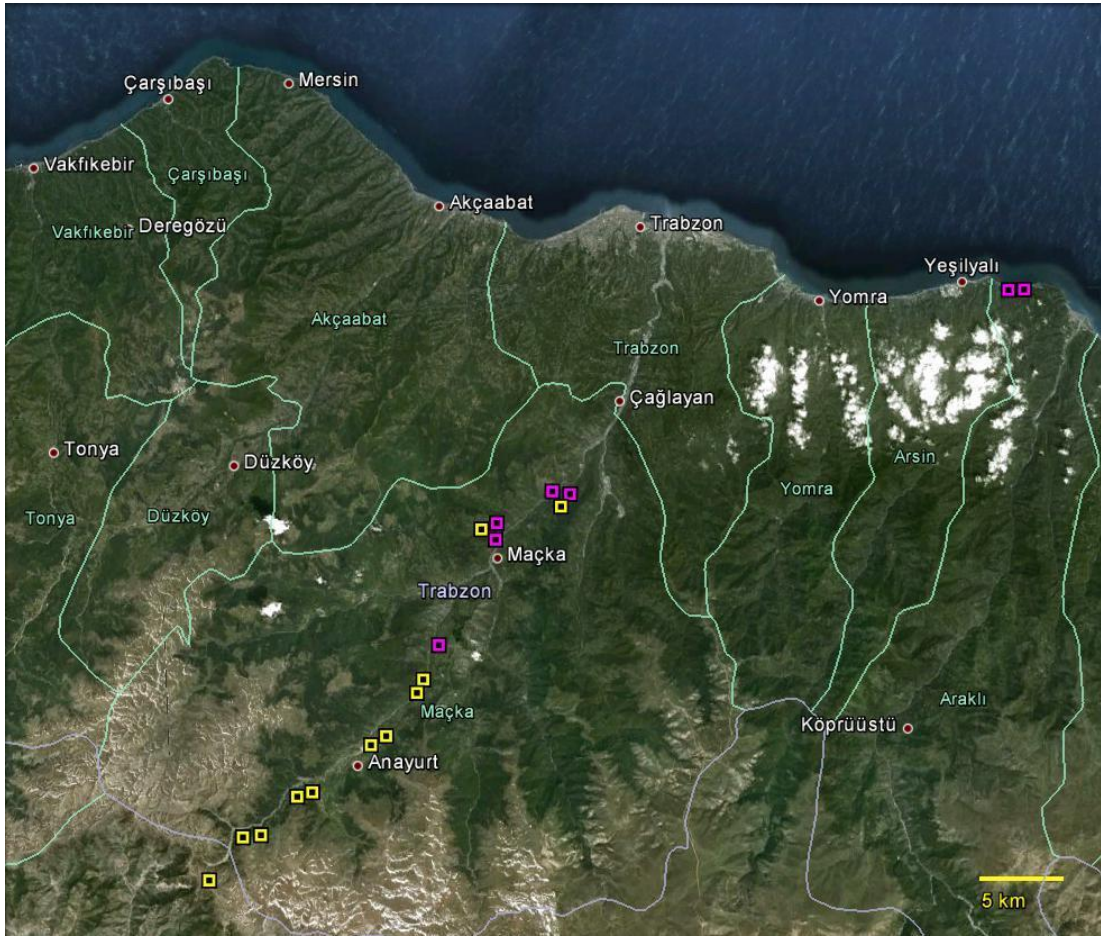 Çarşıbaşı
Mersin
Vakfıkebir
Çarşıbaşı
Akçaabat
Vakfıkebir
Deregözü
Trabzon
Yeşilyalı
Yomra
Akçaabat
Trabzon
Çağlayan
Tonya
Düzköy
Arsin
Yomra
Tonya
Düzköy
Maçka
Trabzon
Araklı
Maçka
Köprüüstü
Anayurt
5 km